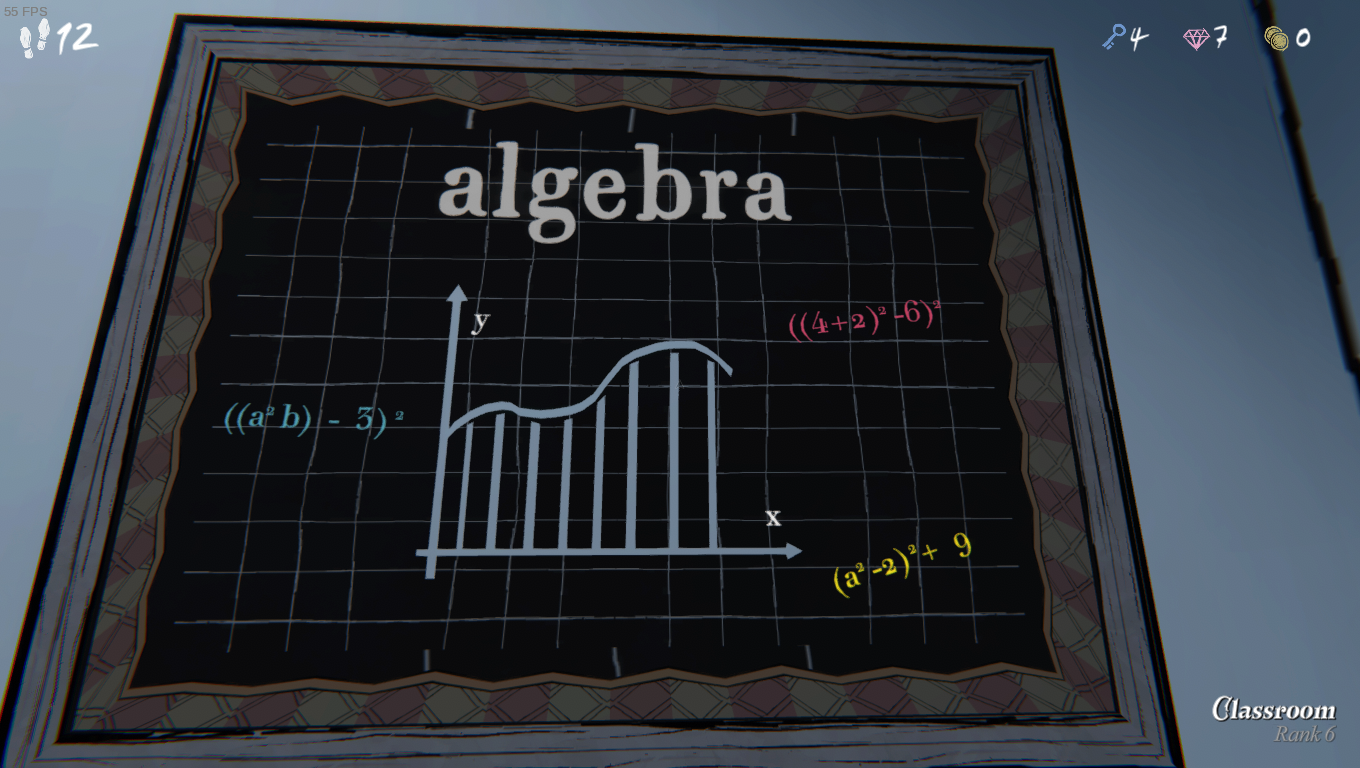 55 FPS
12
4 7 0
algebra
y
((4+2)² -6)²
((a² b) - 3) ²
x
(a² -2)² + 9
Classroom
Rank 6